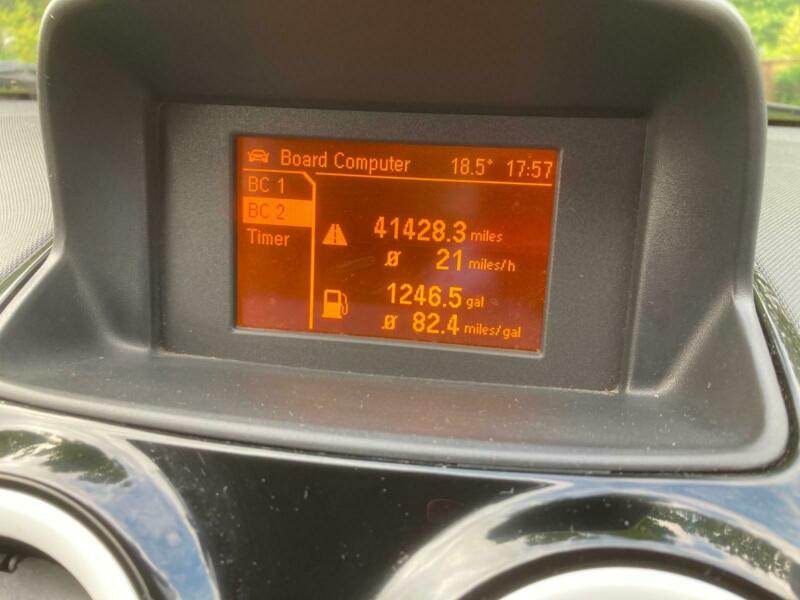 Board Computer 18.5° 17:57
BC 1
BC 2
Timer
41428.3 miles
Ø 21 miles/h
1246.5 gal
Ø 82.4 miles/gal